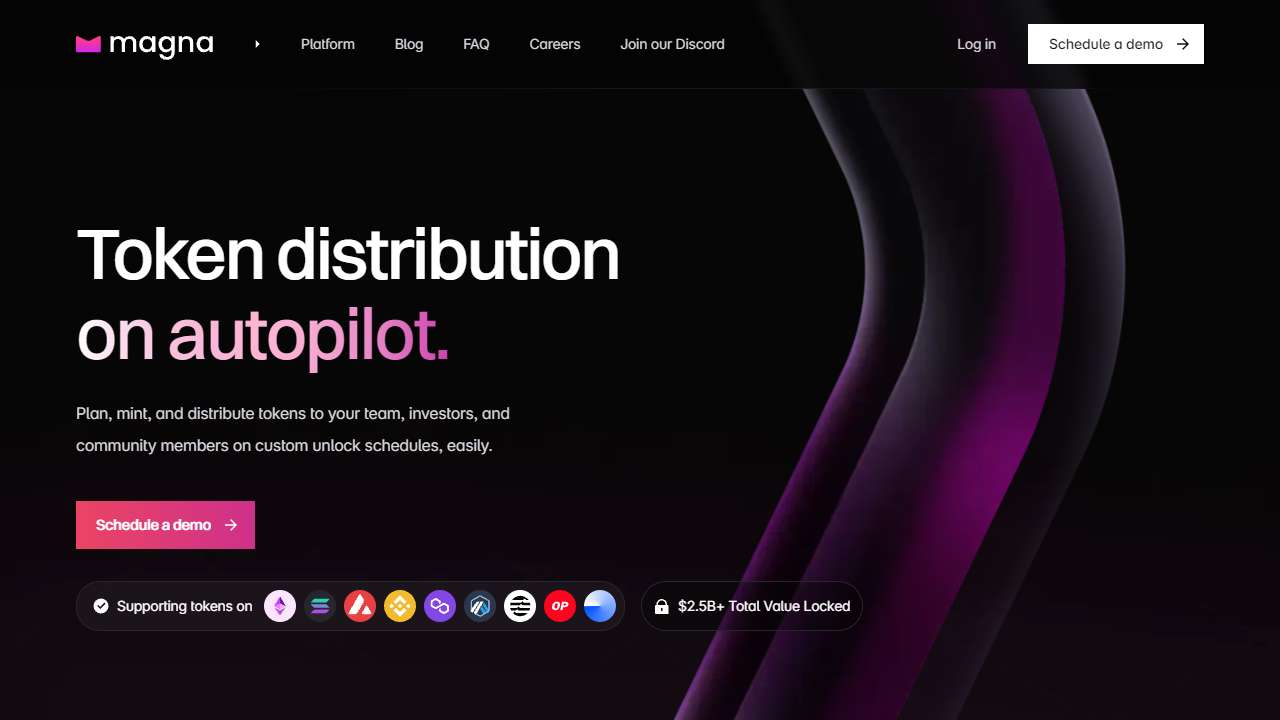 magna
Platform
Blog
FAQ
Careers
Join our Discord
Log in
Schedule a demo
Token distribution
on autopilot.
Plan, mint, and distribute tokens to your team, investors, and
community members on custom unlock schedules, easily.
Schedule a demo
Supporting tokens on
OP
$2.5B+ Total Value Locked